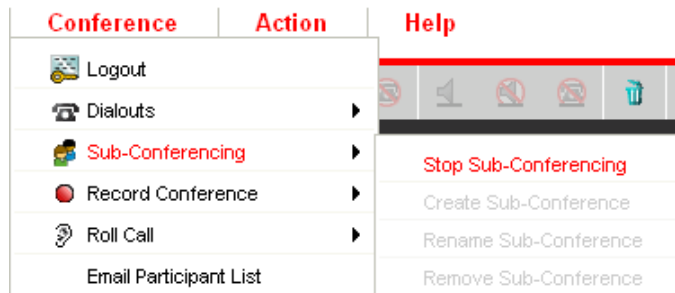 Conference Action Help
Logout
Dialouts
Sub-Conferencing
Stop Sub-Conferencing
Record Conference
Create Sub-Conference
Roll Call
Rename Sub-Conference
Email Participant List
Remove Sub-Conference